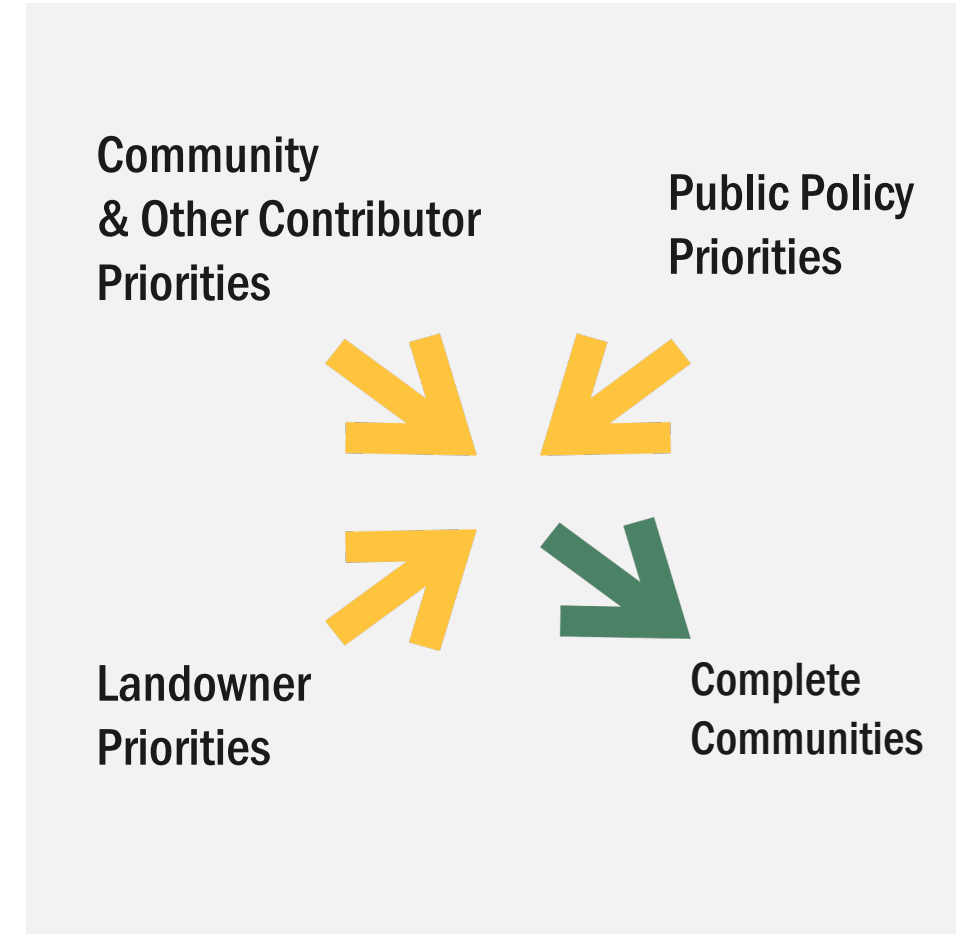 Community
& Other Contributor
Priorities
Public Policy
Priorities
Landowner
Priorities
Complete
Communities